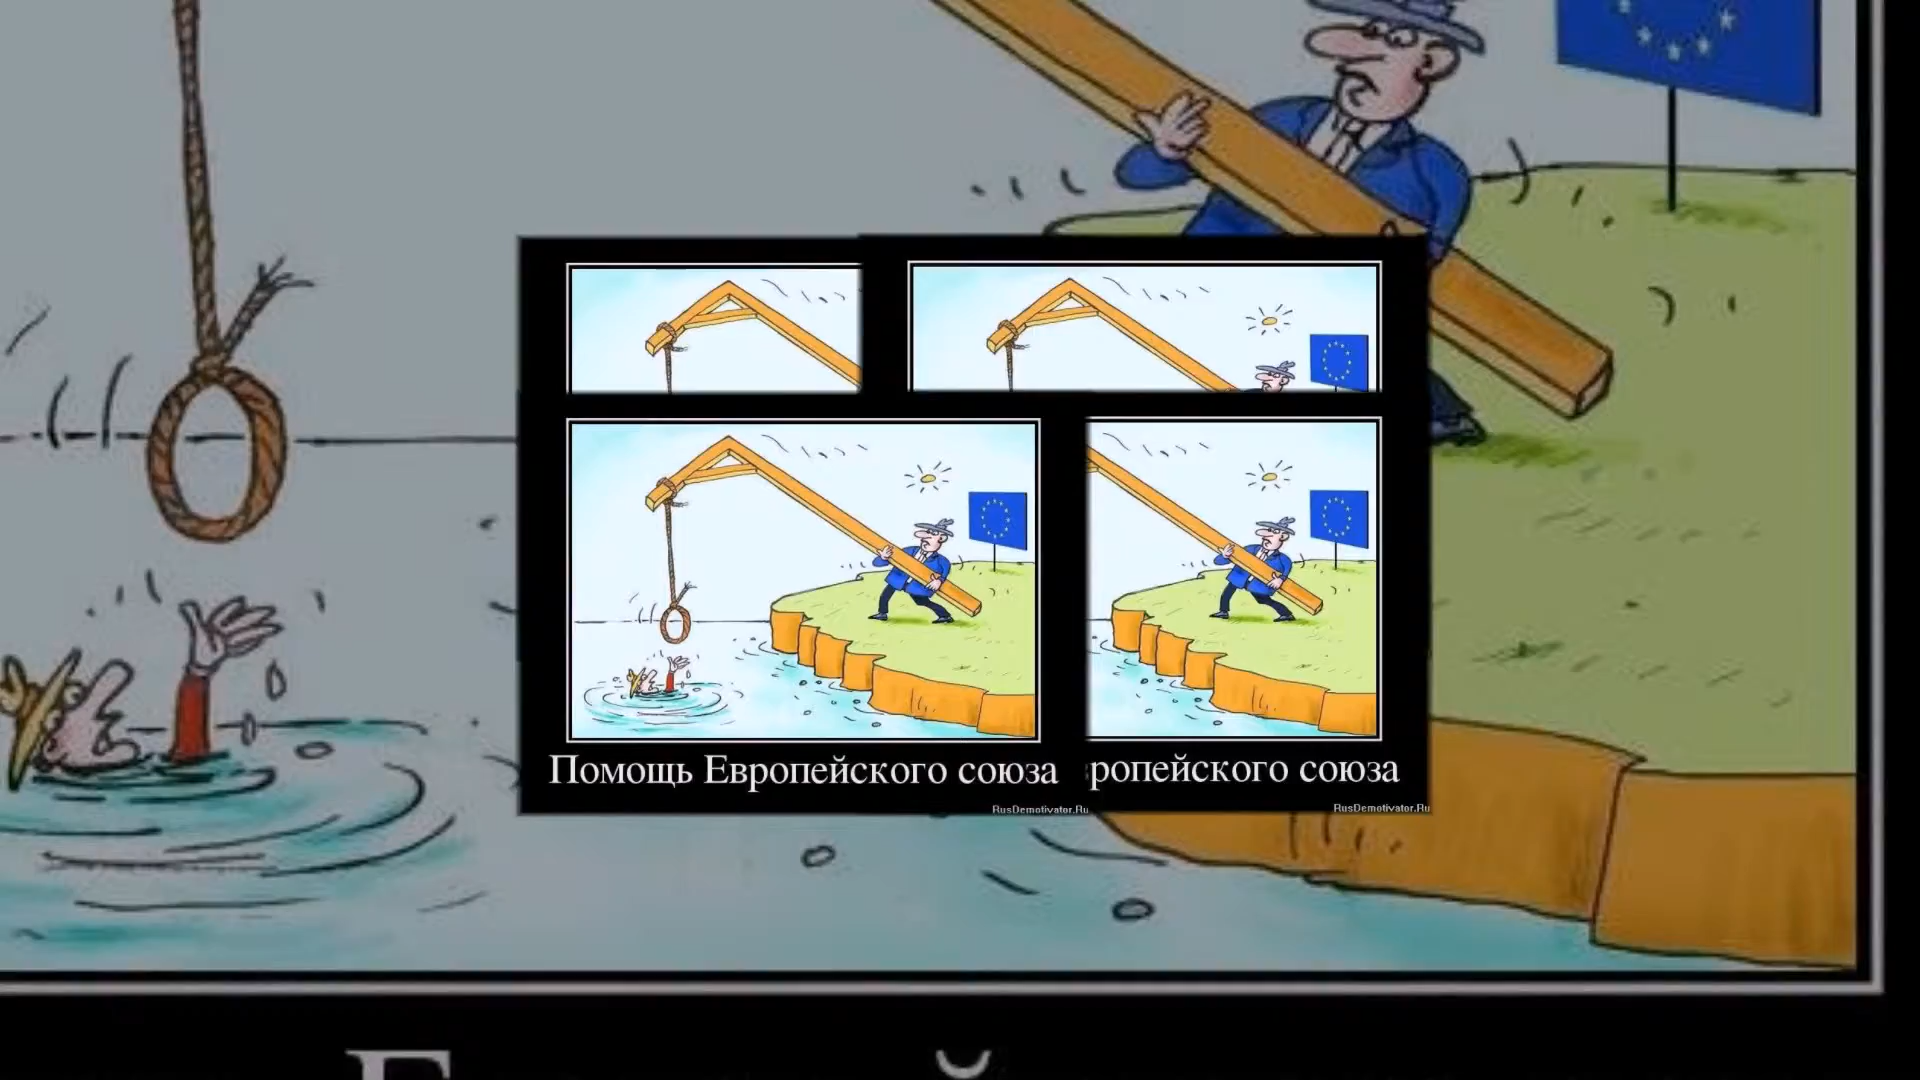 Помощь Европейского союза
ропейского союза
RusDemotivator.Ru
RusDemotivator.Ru